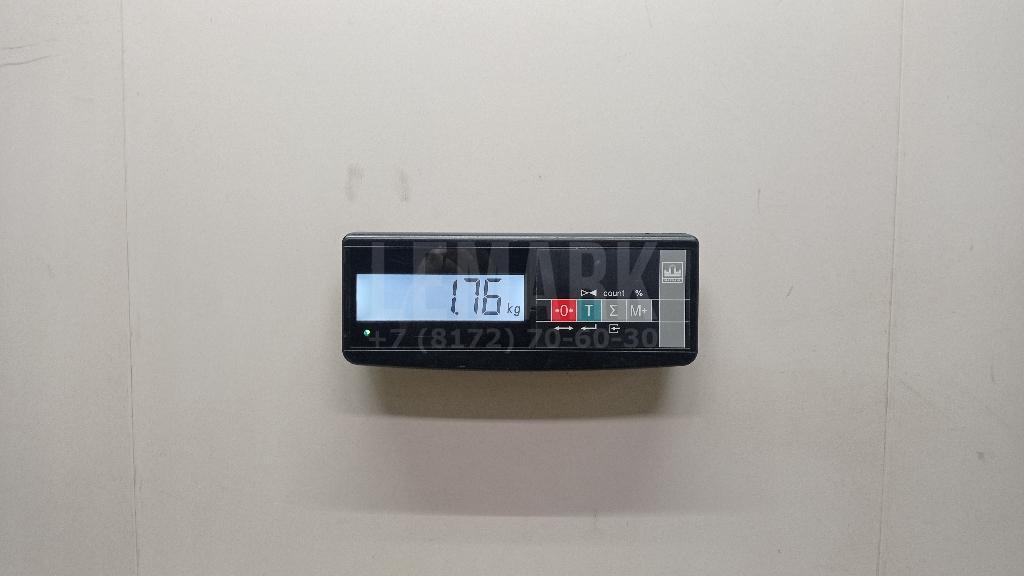 LEMARK
1.76 kg
count %
•0• T Σ M+
+7 (8172) 70-60-30